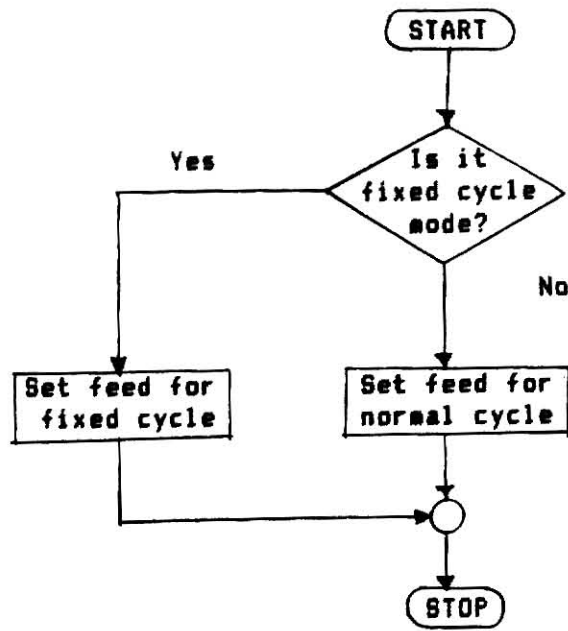 START
Is it
fixed cycle
mode?
Yes
No
Set feed for
fixed cycle
Set feed for
normal cycle
STOP